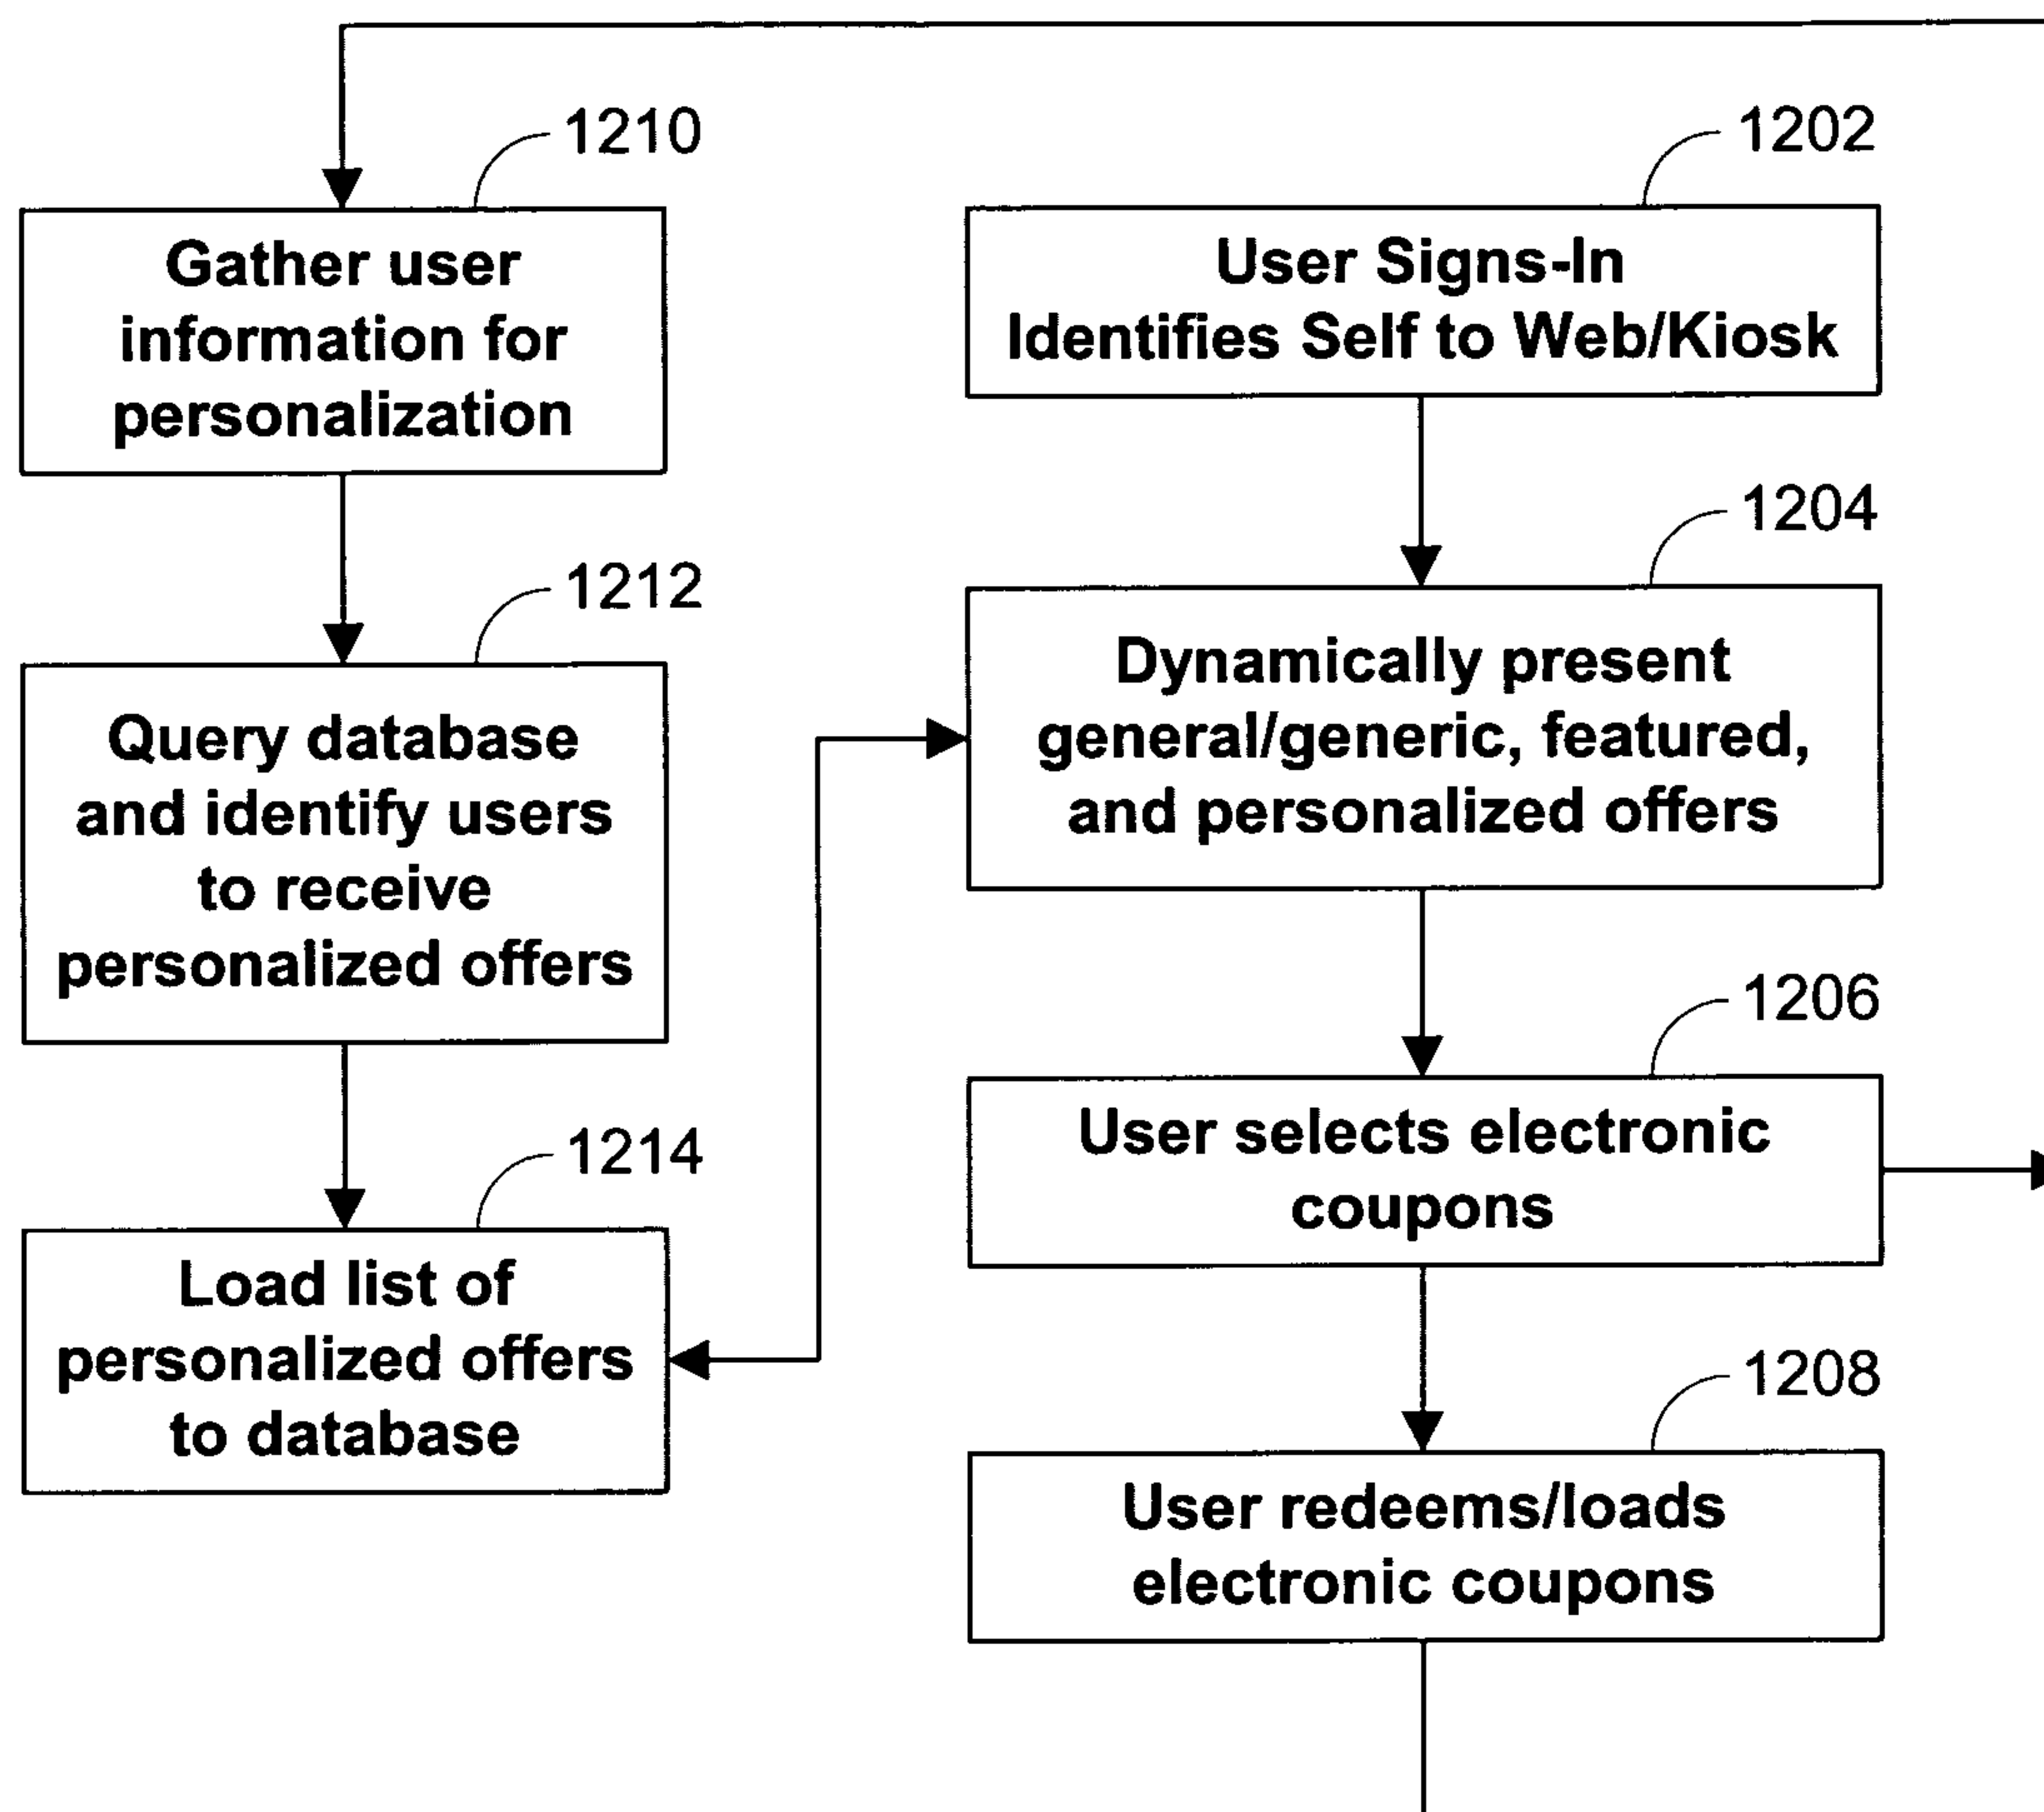 1210
Gather user
information for
personalization
1212
Query database
and identify users
to receive
personalized offers
1214
Load list of
personalized offers
to database
1202
User Signs-In
Identifies Self to Web/Kiosk
1204
Dynamically present
general/generic, featured,
and personalized offers
1206
User selects electronic
coupons
1208
User redeems/loads
electronic coupons